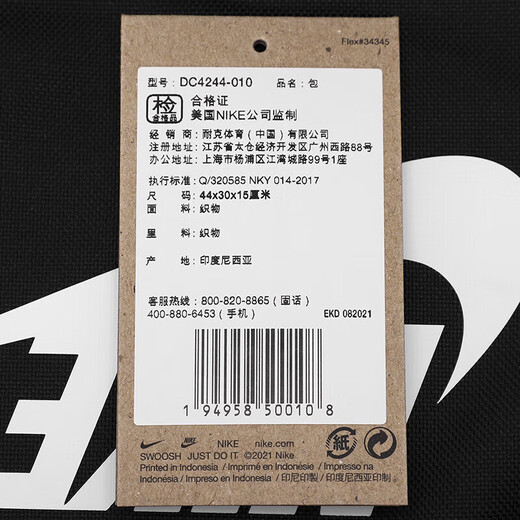 Flex#34345
型号: DC4244-010 品名: 包
检 合格品 合格证
美国NIKE公司监制
经 销 商: 耐克体育（中国）有限公司
注册地址: 江苏省太仓经济开发区广州西路88号
办公地址: 上海市杨浦区江湾城路99号1座
执行标准: Q/320585 NKY 014-2017
尺 码: 44x30x15厘米
面 料: 织物
里 料: 织物
产 地: 印度尼西亚
客服热线: 800-820-8865（固话）
400-880-6453（手机） EKD 082021
1 94958 50010 8
NIKE NIKE nike.com
SWOOSH JUST DO IT ©2021 Nike
Printed in Indonesia / Imprimé en Indonésie / Impresso na
Indonésia / Impreso en Indonesia / 印尼印製 / 印度尼西亚印制
紙